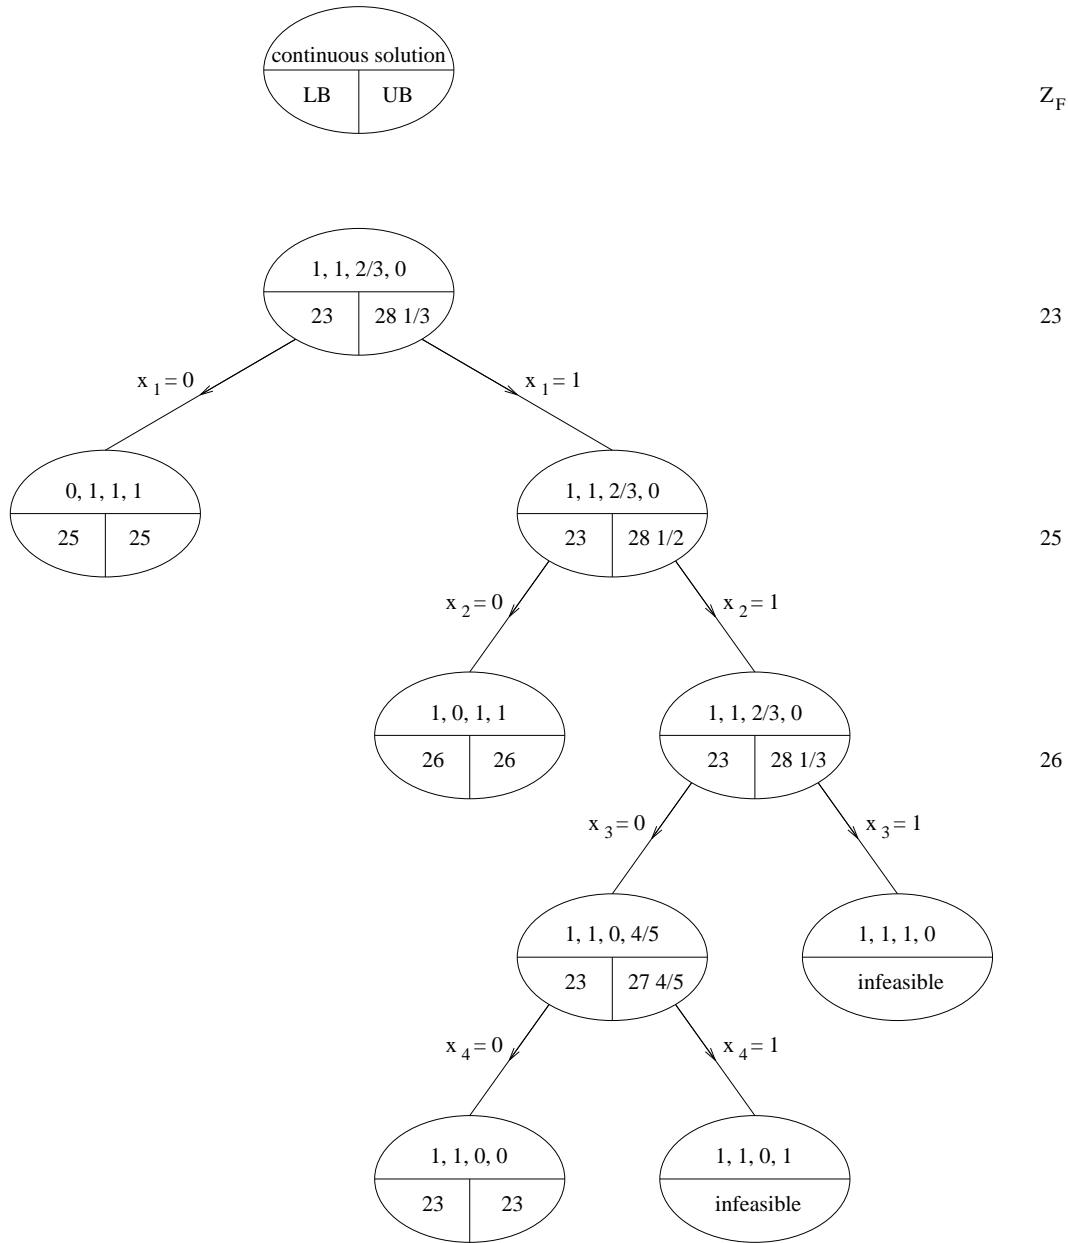 continuous solution
LB UB
Z_F
1, 1, 2/3, 0
23 28 1/3
23
x_1 = 0
x_1 = 1
0, 1, 1, 1
25 25
1, 1, 2/3, 0
23 28 1/2
25
x_2 = 0
x_2 = 1
1, 0, 1, 1
26 26
1, 1, 2/3, 0
23 28 1/3
26
x_3 = 0
x_3 = 1
1, 1, 0, 4/5
23 27 4/5
1, 1, 1, 0
infeasible
x_4 = 0
x_4 = 1
1, 1, 0, 0
23 23
1, 1, 0, 1
infeasible